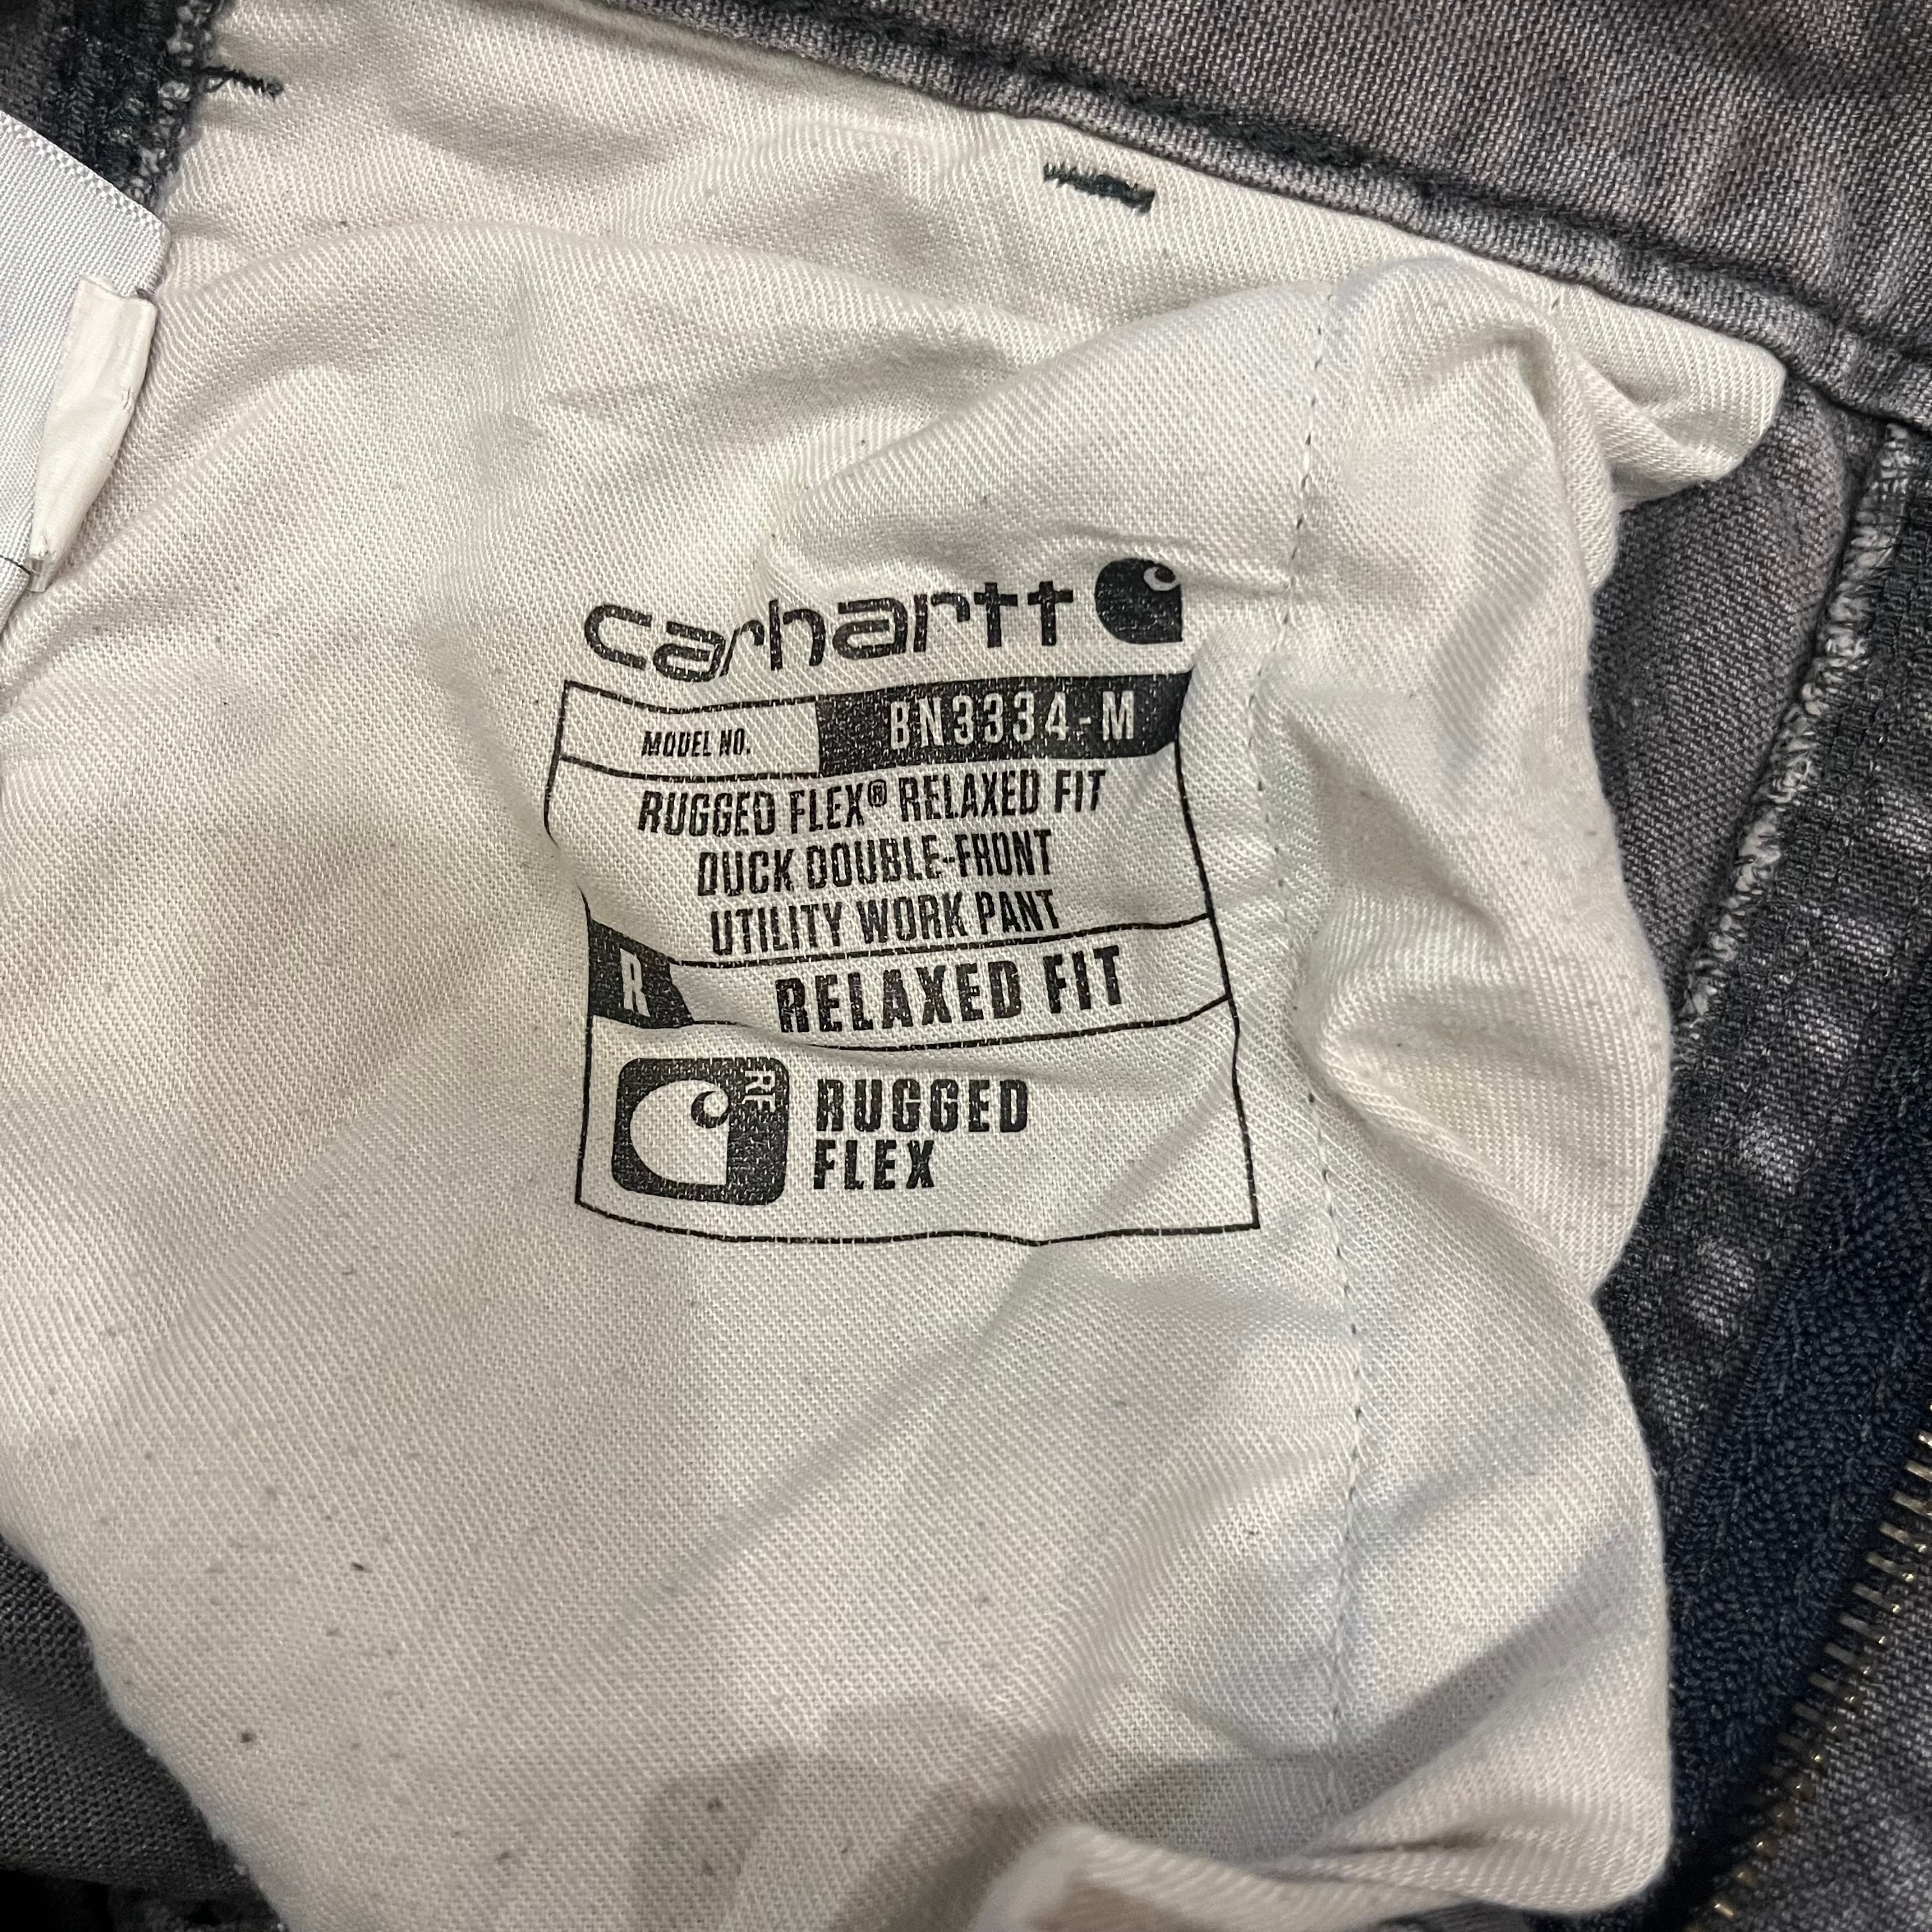 carhartt
MODEL NO. BN3334-M
RUGGED FLEX® RELAXED FIT
DUCK DOUBLE-FRONT
UTILITY WORK PANT
R RELAXED FIT
RF
RUGGED
FLEX